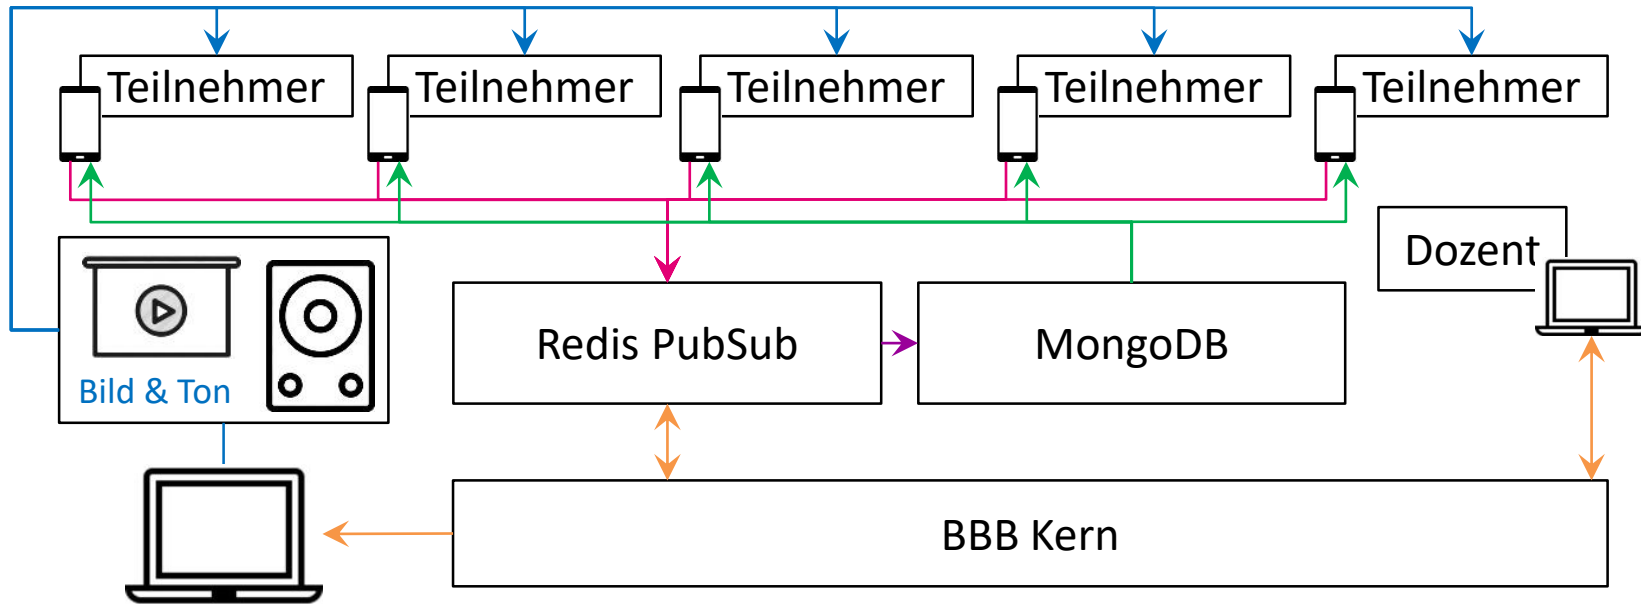 Teilnehmer
Teilnehmer
Teilnehmer
Teilnehmer
Teilnehmer
Dozent
Redis PubSub
MongoDB
Bild & Ton
BBB Kern